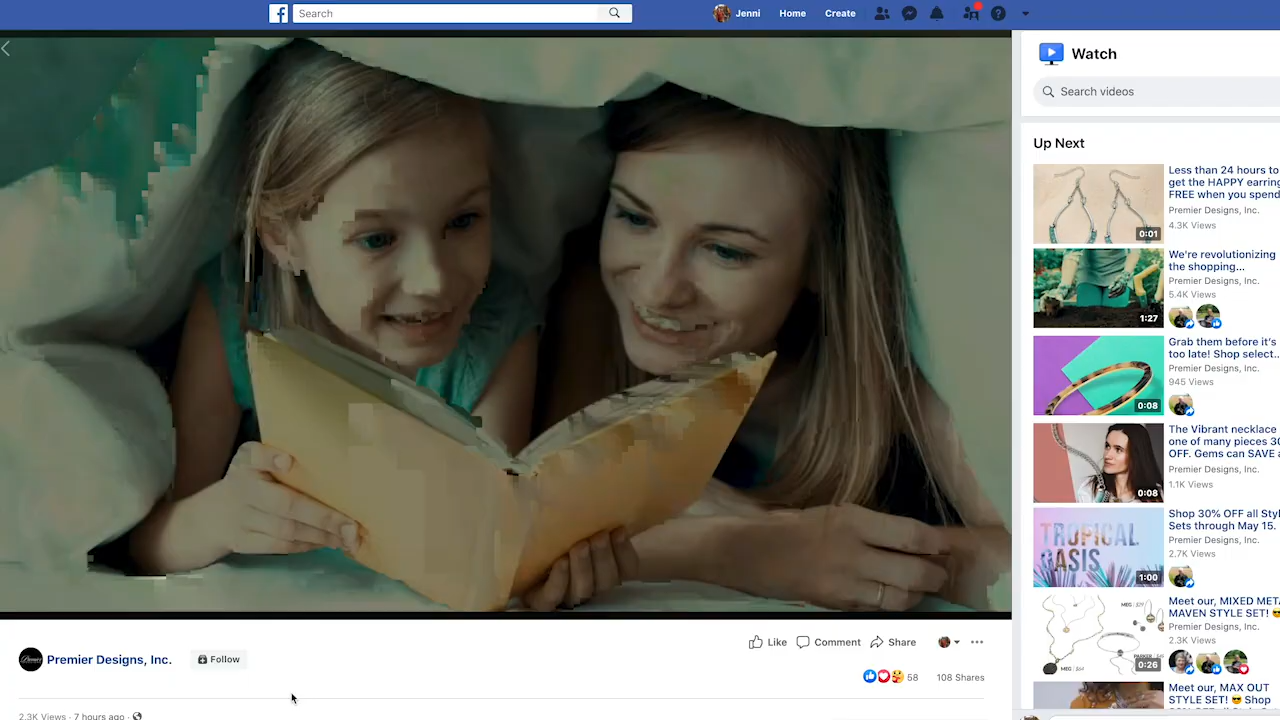 Search
Jenni
Home
Create
Watch
Search videos
Up Next
Less than 24 hours to
get the HAPPY earring
FREE when you spend
Premier Designs, Inc.
4.3K Views
0:01
We're revolutionizing
the shopping...
Premier Designs, Inc.
5.4K Views
1:27
Grab them before it's
too late! Shop select...
Premier Designs, Inc.
945 Views
0:08
The Vibrant necklace
one of many pieces 30
OFF. Gems can SAVE a
Premier Designs, Inc.
1.1K Views
0:08
Shop 30% OFF all Styl
Sets through May 15.
Premier Designs, Inc.
2.7K Views
TROPICAL
OASIS
1:00
Meet our, MIXED META
MAVEN STYLE SET! 😎
Premier Designs, Inc.
2.3K Views
0:26
Meet our, MAX OUT
STYLE SET! 😎 Shop
Like
Comment
Share
Premier Designs, Inc.
Follow
58
108 Shares
2.3K Views · 7 hours ago ·